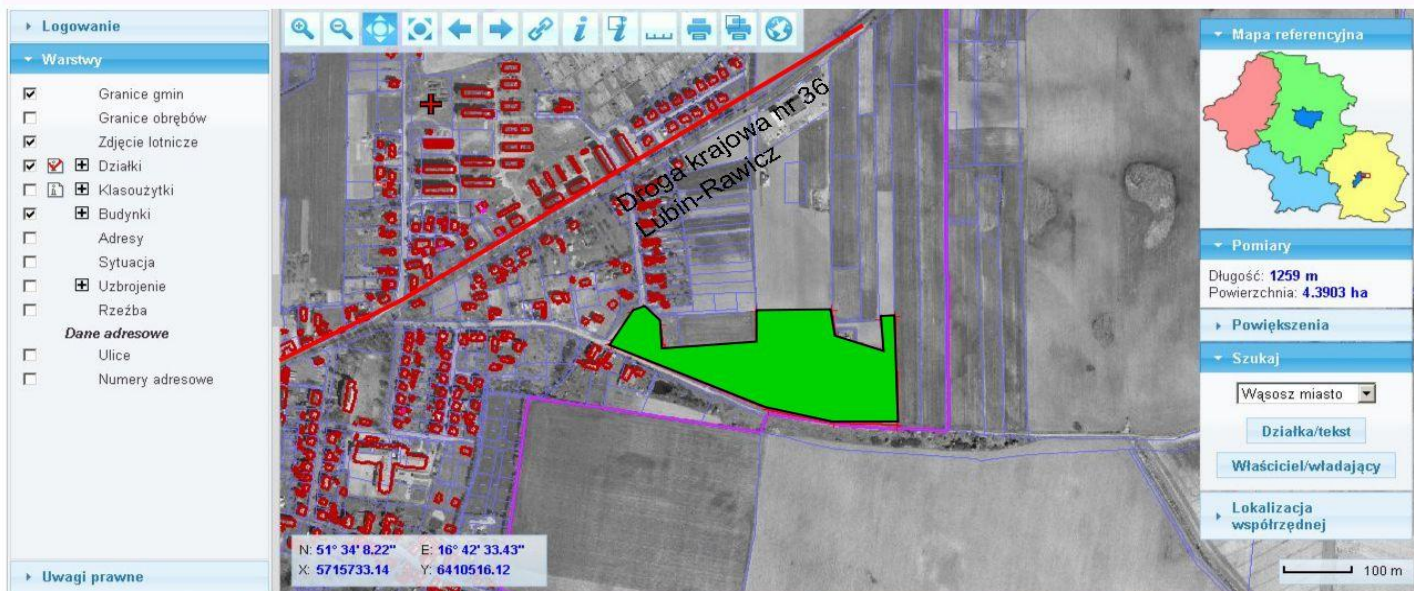 Logowanie
Warstwy
Granice gmin
Granice obrębów
Zdjęcie lotnicze
Działki
Klasoużytki
Budynki
Adresy
Sytuacja
Uzbrojenie
Rzeźba
Dane adresowe
Ulice
Numery adresowe
Uwagi prawne
Droga krajowa nr 36
Lubin-Rawicz
N: 51° 34' 8.22" E: 16° 42' 33.43"
X: 5715733.14 Y: 6410516.12
Mapa referencyjna
Pomiary
Długość: 1259 m
Powierzchnia: 4.3903 ha
Powiększenia
Szukaj
Wąsosz miasto
Działka/tekst
Właściciel/władający
Lokalizacja
współrzędnej
100 m